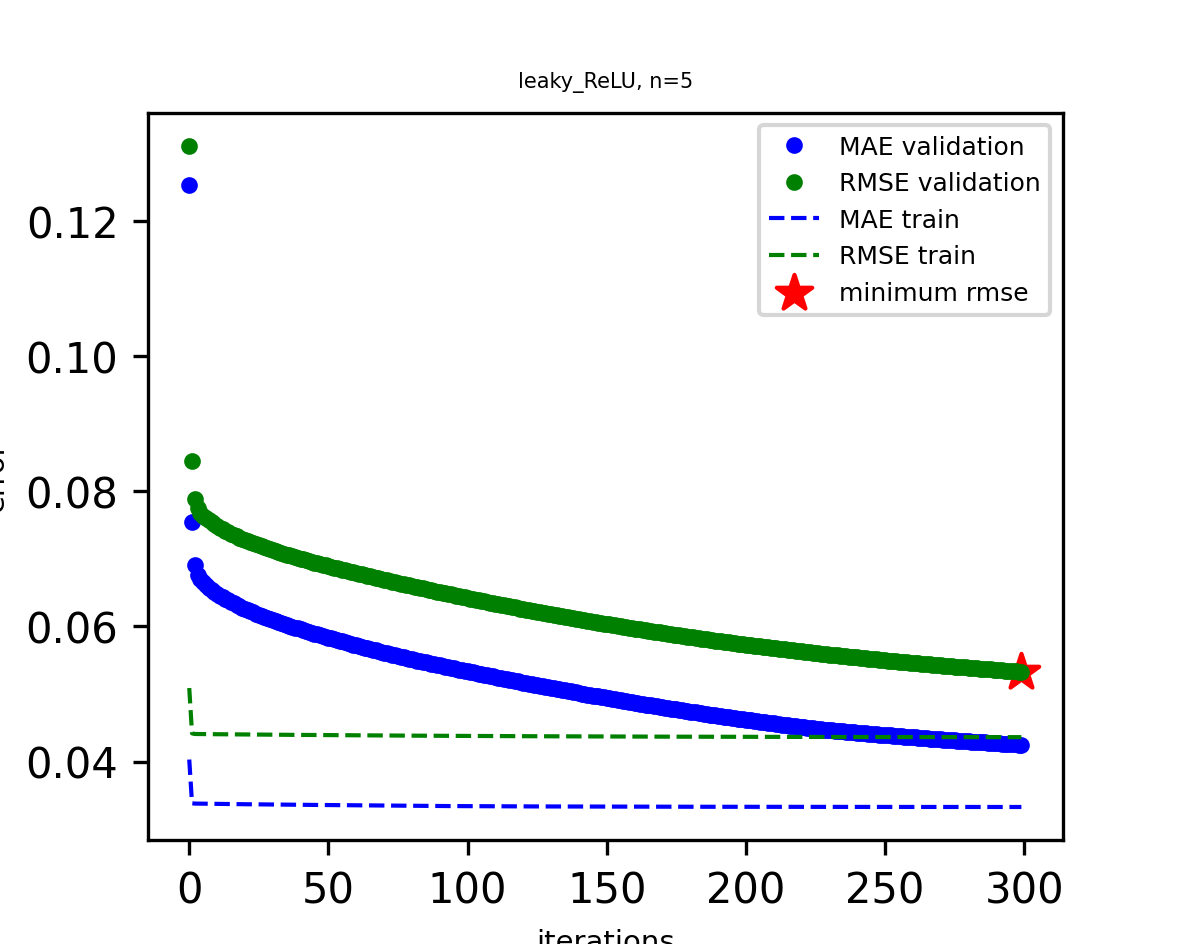 leaky_ReLU, n=5
MAE validation
RMSE validation
MAE train
RMSE train
minimum rmse
0.12
0.10
0.08
0.06
0.04
0 50 100 150 200 250 300
iterations